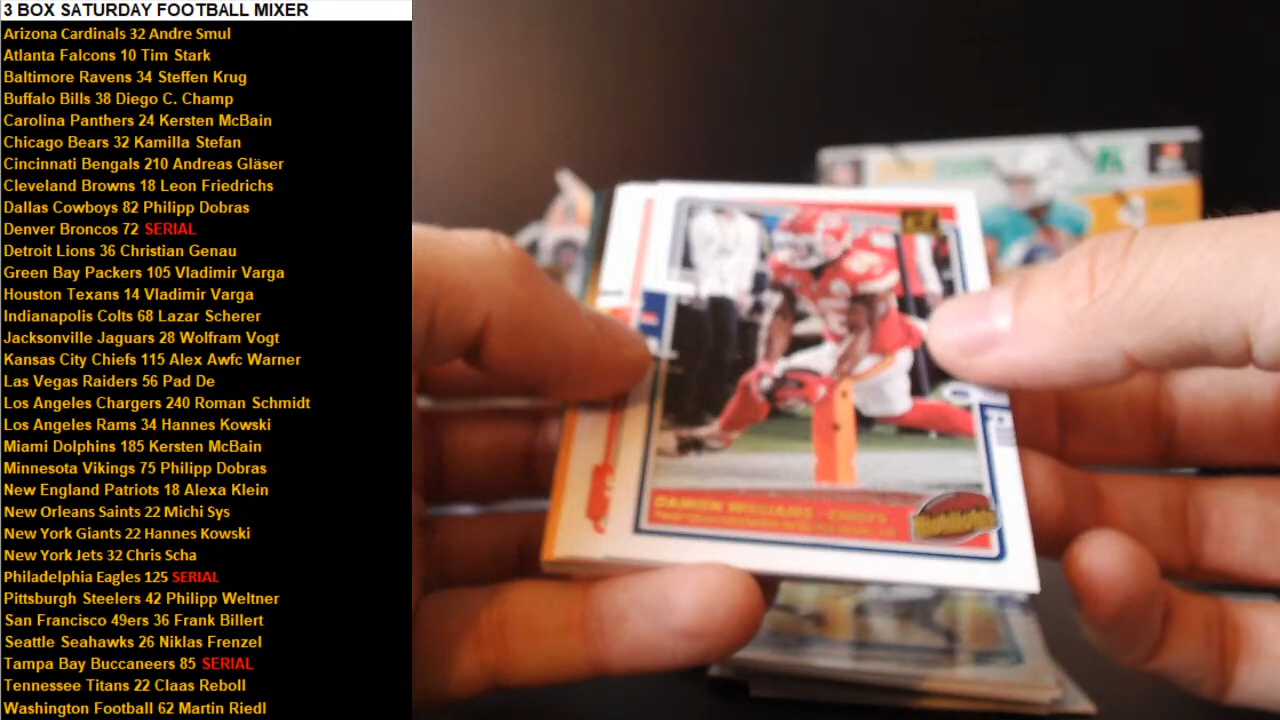 3 BOX SATURDAY FOOTBALL MIXER
Arizona Cardinals 32 Andre Smul
Atlanta Falcons 10 Tim Stark
Baltimore Ravens 34 Steffen Krug
Buffalo Bills 38 Diego C. Champ
Carolina Panthers 24 Kersten McBain
Chicago Bears 32 Kamilla Stefan
Cincinnati Bengals 210 Andreas Gläser
Cleveland Browns 18 Leon Friedrichs
Dallas Cowboys 82 Philipp Dobras
Denver Broncos 72 SERIAL
Detroit Lions 36 Christian Genau
Green Bay Packers 105 Vladimir Varga
Houston Texans 14 Vladimir Varga
Indianapolis Colts 68 Lazar Scherer
Jacksonville Jaguars 28 Wolfram Vogt
Kansas City Chiefs 115 Alex Awfc Warner
Las Vegas Raiders 56 Pad De
Los Angeles Chargers 240 Roman Schmidt
Los Angeles Rams 34 Hannes Kowski
Miami Dolphins 185 Kersten McBain
Minnesota Vikings 75 Philipp Dobras
New England Patriots 18 Alexa Klein
New Orleans Saints 22 Michi Sys
New York Giants 22 Hannes Kowski
New York Jets 32 Chris Scha
Philadelphia Eagles 125 SERIAL
Pittsburgh Steelers 42 Philipp Weltner
San Francisco 49ers 36 Frank Billert
Seattle Seahawks 26 Niklas Frenzel
Tampa Bay Buccaneers 85 SERIAL
Tennessee Titans 22 Claas Reboll
Washington Football 62 Martin Riedl
DAMIEN WILLIAMS - CHIEFS
Highlights